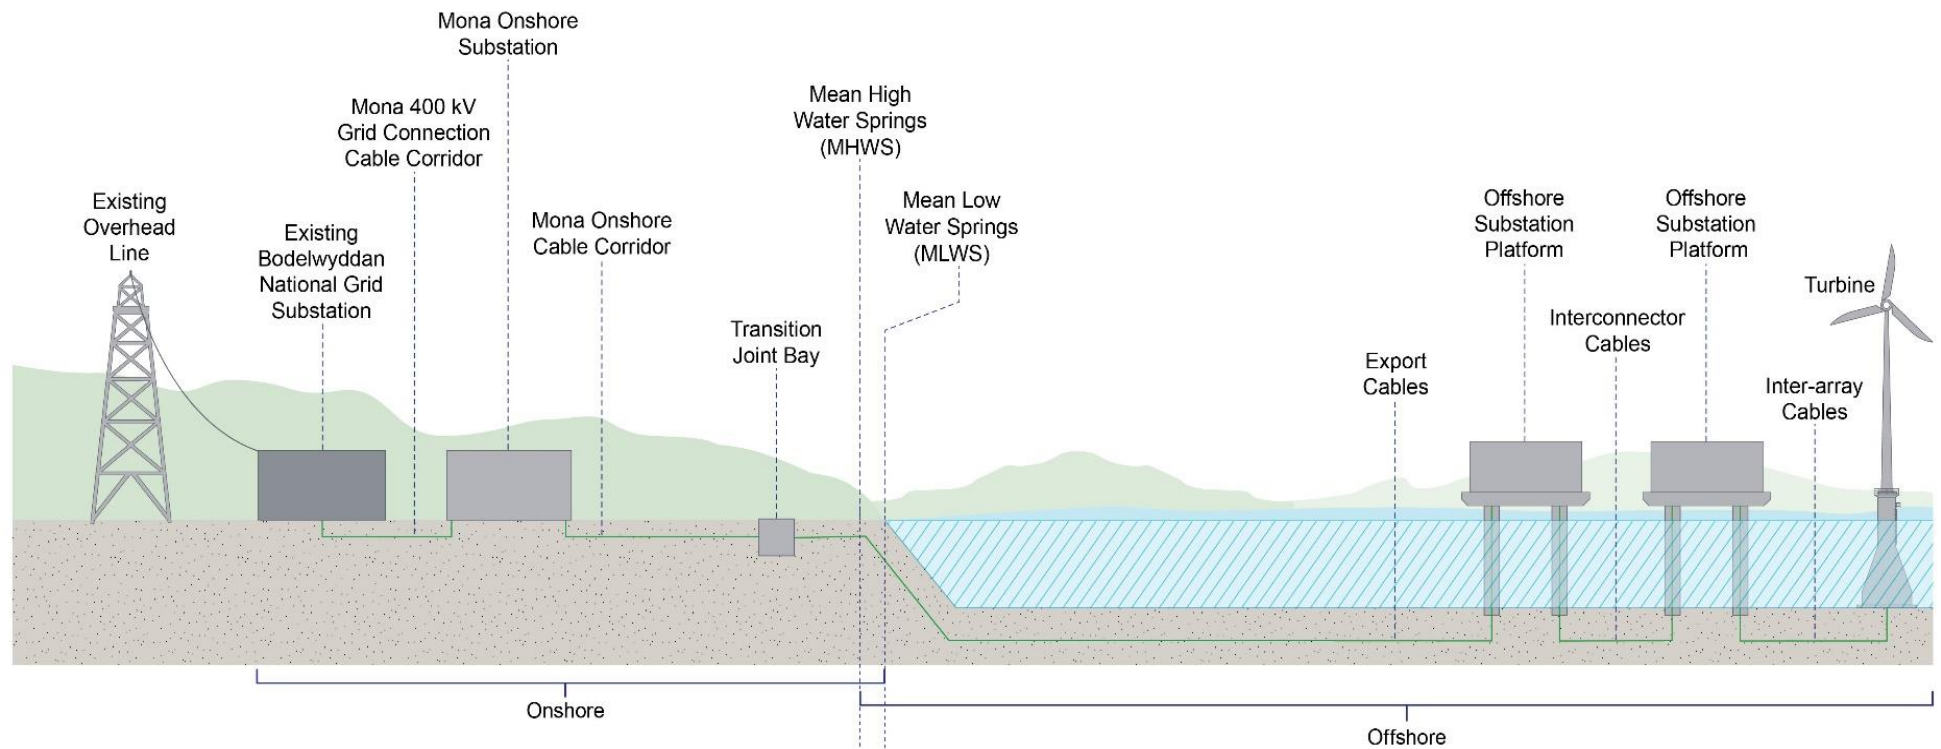 Mona Onshore
Substation
Mona 400 kV
Grid Connection
Cable Corridor
Mean High
Water Springs
(MHWS)
Existing
Overhead
Line
Existing
Bodelwyddan
National Grid
Substation
Mona Onshore
Cable Corridor
Mean Low
Water Springs
(MLWS)
Offshore
Substation
Platform
Offshore
Substation
Platform
Turbine
Transition
Joint Bay
Interconnector
Cables
Export
Cables
Inter-array
Cables
Onshore
Offshore